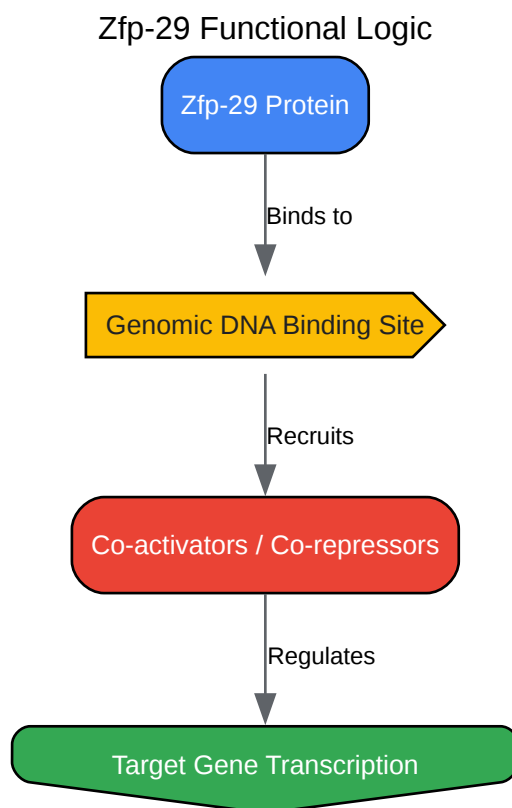 Zfp-29 Functional Logic
Zfp-29 Protein
Binds to
Genomic DNA Binding Site
Recruits
Co-activators / Co-repressors
Regulates
Target Gene Transcription